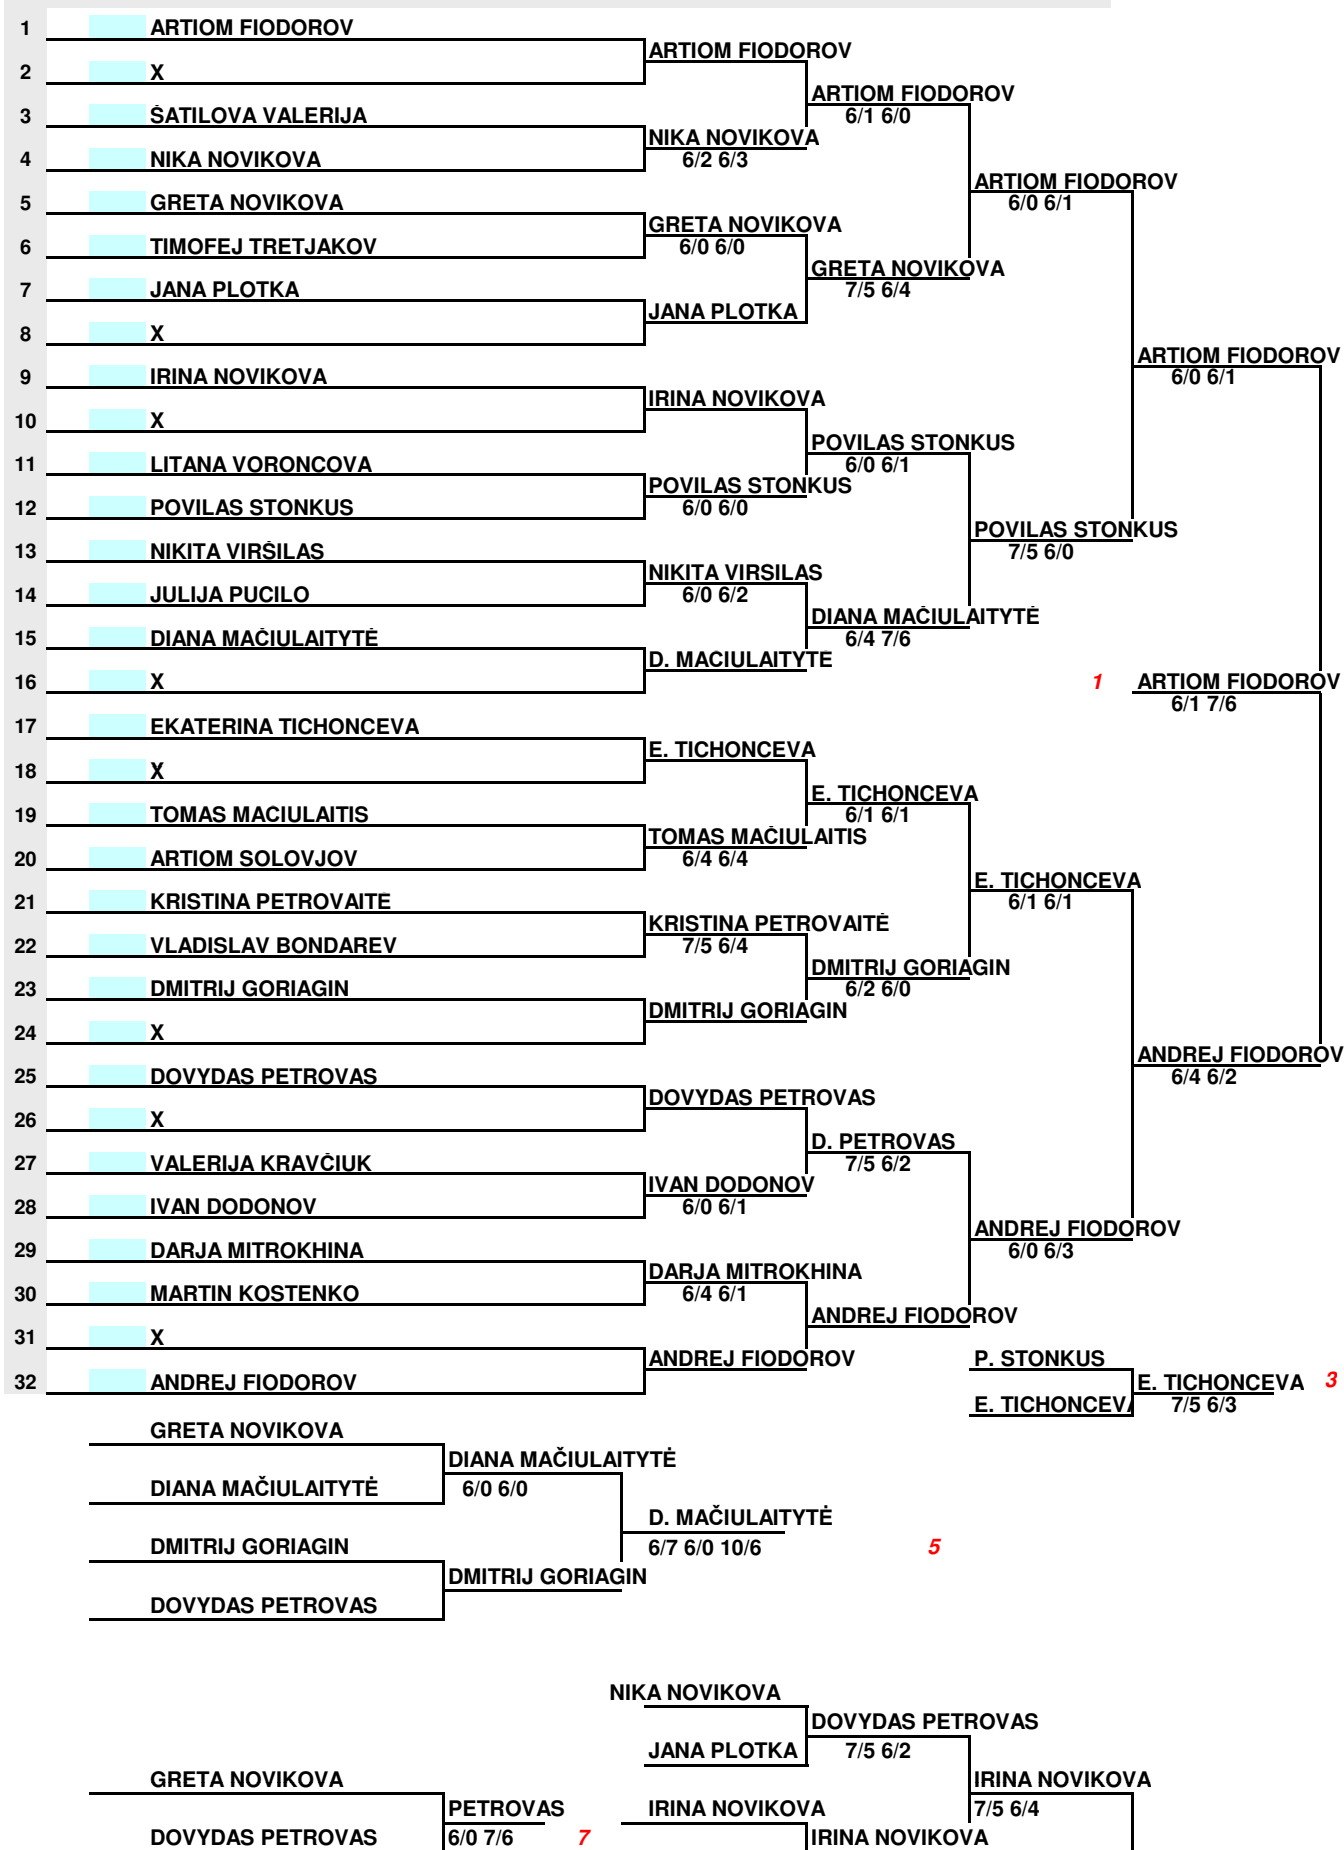 1 ARTIOM FIODOROV
ARTIOM FIODOROV
2 X
ARTIOM FIODOROV
3 ŠATILOVA VALERIJA 6/1 6/0
NIKA NOVIKOVA
4 NIKA NOVIKOVA 6/2 6/3
ARTIOM FIODOROV
5 GRETA NOVIKOVA 6/0 6/1
GRETA NOVIKOVA
6 TIMOFEJ TRETJAKOV 6/0 6/0
GRETA NOVIKOVA
7 JANA PLOTKA 7/5 6/4
JANA PLOTKA
8 X
ARTIOM FIODOROV
9 IRINA NOVIKOVA 6/0 6/1
IRINA NOVIKOVA
10 X
POVILAS STONKUS
11 LITANA VORONCOVA 6/0 6/1
POVILAS STONKUS
12 POVILAS STONKUS 6/0 6/0
POVILAS STONKUS
13 NIKITA VIRŠILAS 7/5 6/0
NIKITA VIRSILAS
14 JULIJA PUCILO 6/0 6/2
DIANA MAČIULAITYTĖ
15 DIANA MAČIULAITYTĖ 6/4 7/6
D. MACIULAITYTĖ
16 X 1 ARTIOM FIODOROV
6/1 7/6
17 EKATERINA TICHONCEVA
E. TICHONCEVA
18 X
E. TICHONCEVA
19 TOMAS MACIULAITIS 6/1 6/1
TOMAS MAČIULAITIS
20 ARTIOM SOLOVJOV 6/4 6/4
E. TICHONCEVA
21 KRISTINA PETROVAITĖ 6/1 6/1
KRISTINA PETROVAITĖ
22 VLADISLAV BONDAREV 7/5 6/4
DMITRIJ GORIAGIN
23 DMITRIJ GORIAGIN 6/2 6/0
DMITRIJ GORIAGIN
24 X
ANDREJ FIODOROV
25 DOVYDAS PETROVAS 6/4 6/2
DOVYDAS PETROVAS
26 X
D. PETROVAS
27 VALERIJA KRAVČIUK 7/5 6/2
IVAN DODONOV
28 IVAN DODONOV 6/0 6/1
ANDREJ FIODOROV
29 DARJA MITROKHINA 6/0 6/3
DARJA MITROKHINA
30 MARTIN KOSTENKO 6/4 6/1
ANDREJ FIODOROV
31 X
ANDREJ FIODOROV P. STONKUS
32 ANDREJ FIODOROV E. TICHONCEVA 3
E. TICHONCEVA 7/5 6/3
GRETA NOVIKOVA
DIANA MAČIULAITYTĖ
DIANA MAČIULAITYTĖ 6/0 6/0
D. MAČIULAITYTĖ
DMITRIJ GORIAGIN 6/7 6/0 10/6 5
DMITRIJ GORIAGIN
DOVYDAS PETROVAS
NIKA NOVIKOVA
DOVYDAS PETROVAS
JANA PLOTKA 7/5 6/2
GRETA NOVIKOVA IRINA NOVIKOVA
PETROVAS IRINA NOVIKOVA 7/5 6/4
DOVYDAS PETROVAS 6/0 7/6 7 IRINA NOVIKOVA